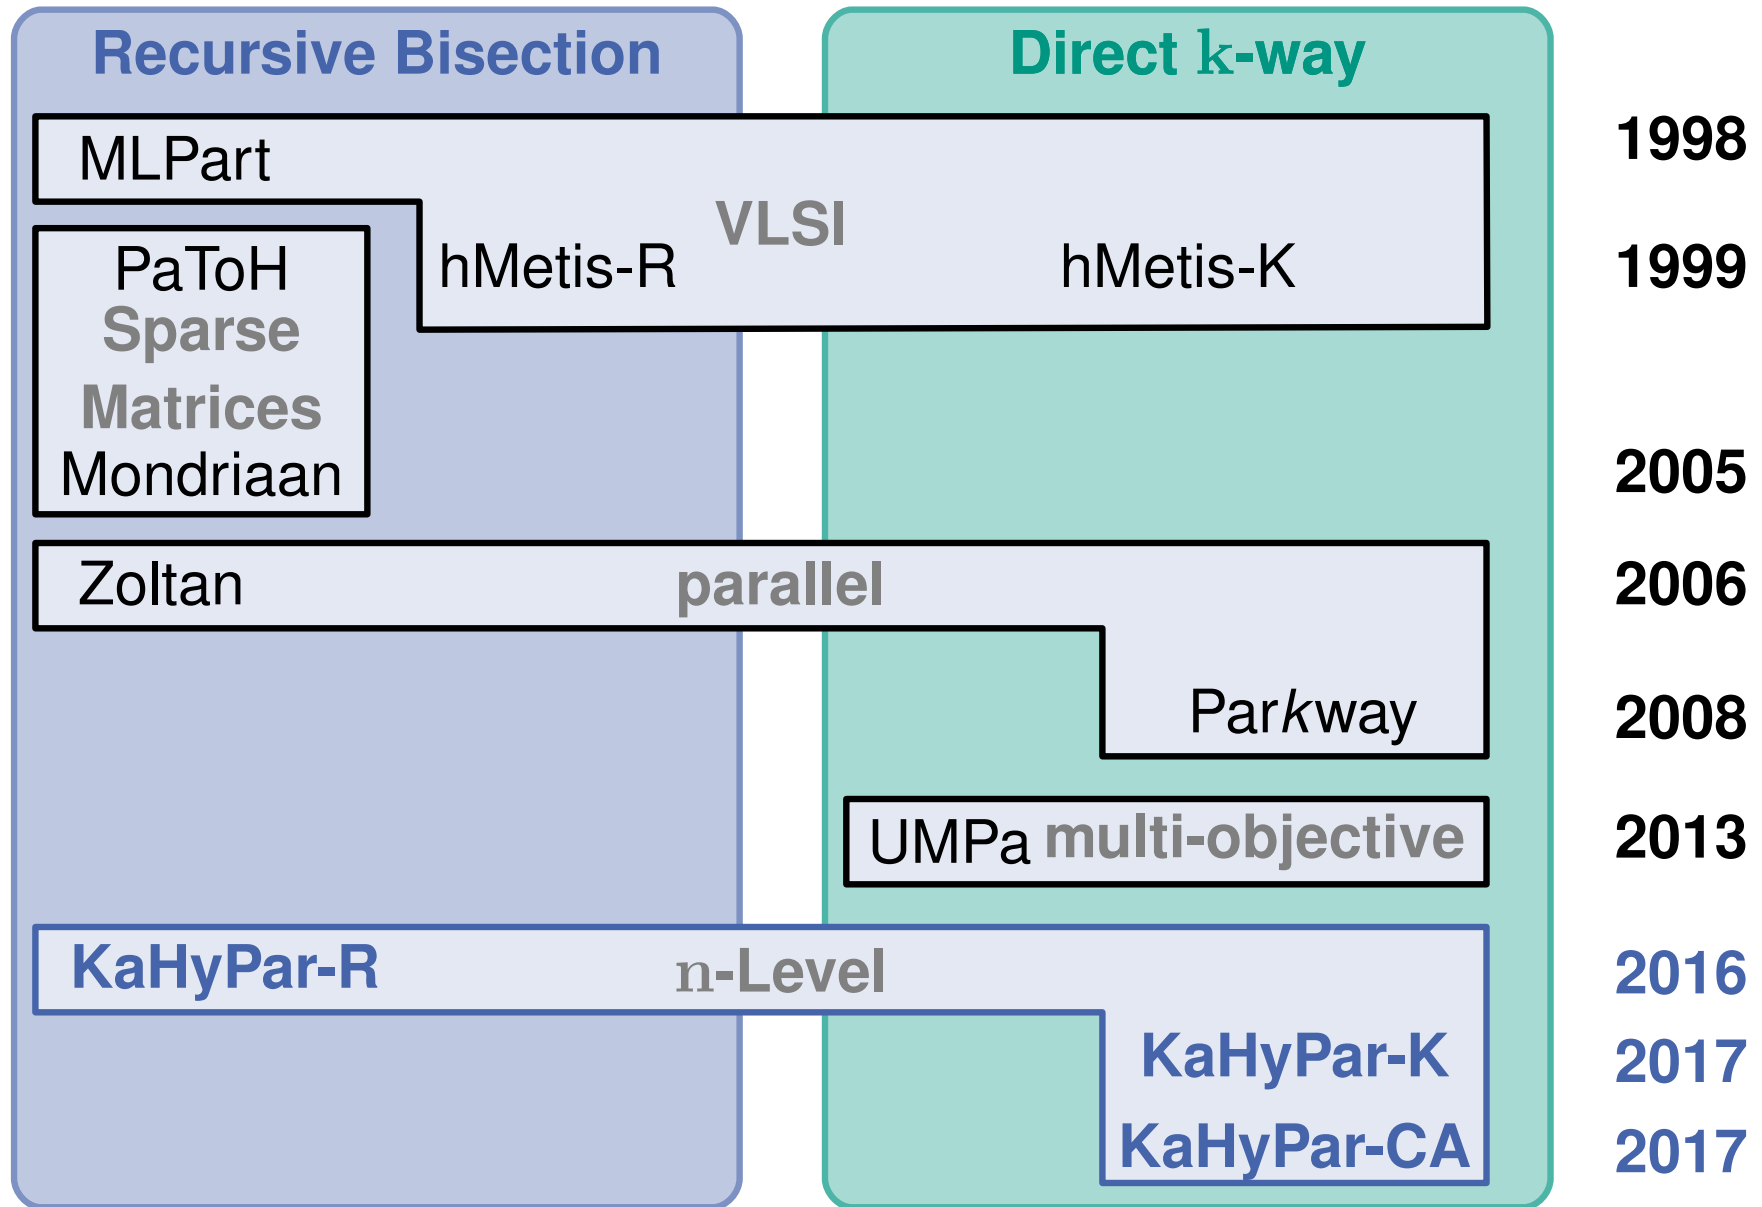 Recursive Bisection
Direct k-way
MLPart
1998
VLSI
PaToH
hMetis-R
hMetis-K
1999
Sparse
Matrices
Mondriaan
2005
Zoltan
parallel
2006
Parkway
2008
UMPa multi-objective
2013
KaHyPar-R
n-Level
2016
KaHyPar-K
2017
KaHyPar-CA
2017